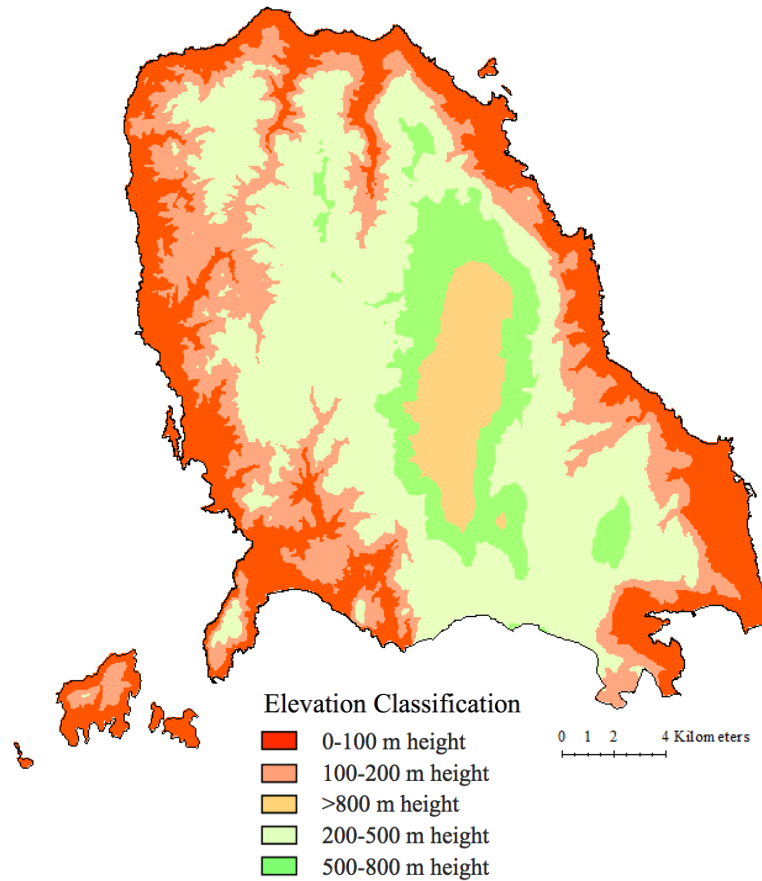 Elevation Classification
0-100 m height
100-200 m height
>800 m height
200-500 m height
500-800 m height
0 1 2 4 Kilometers